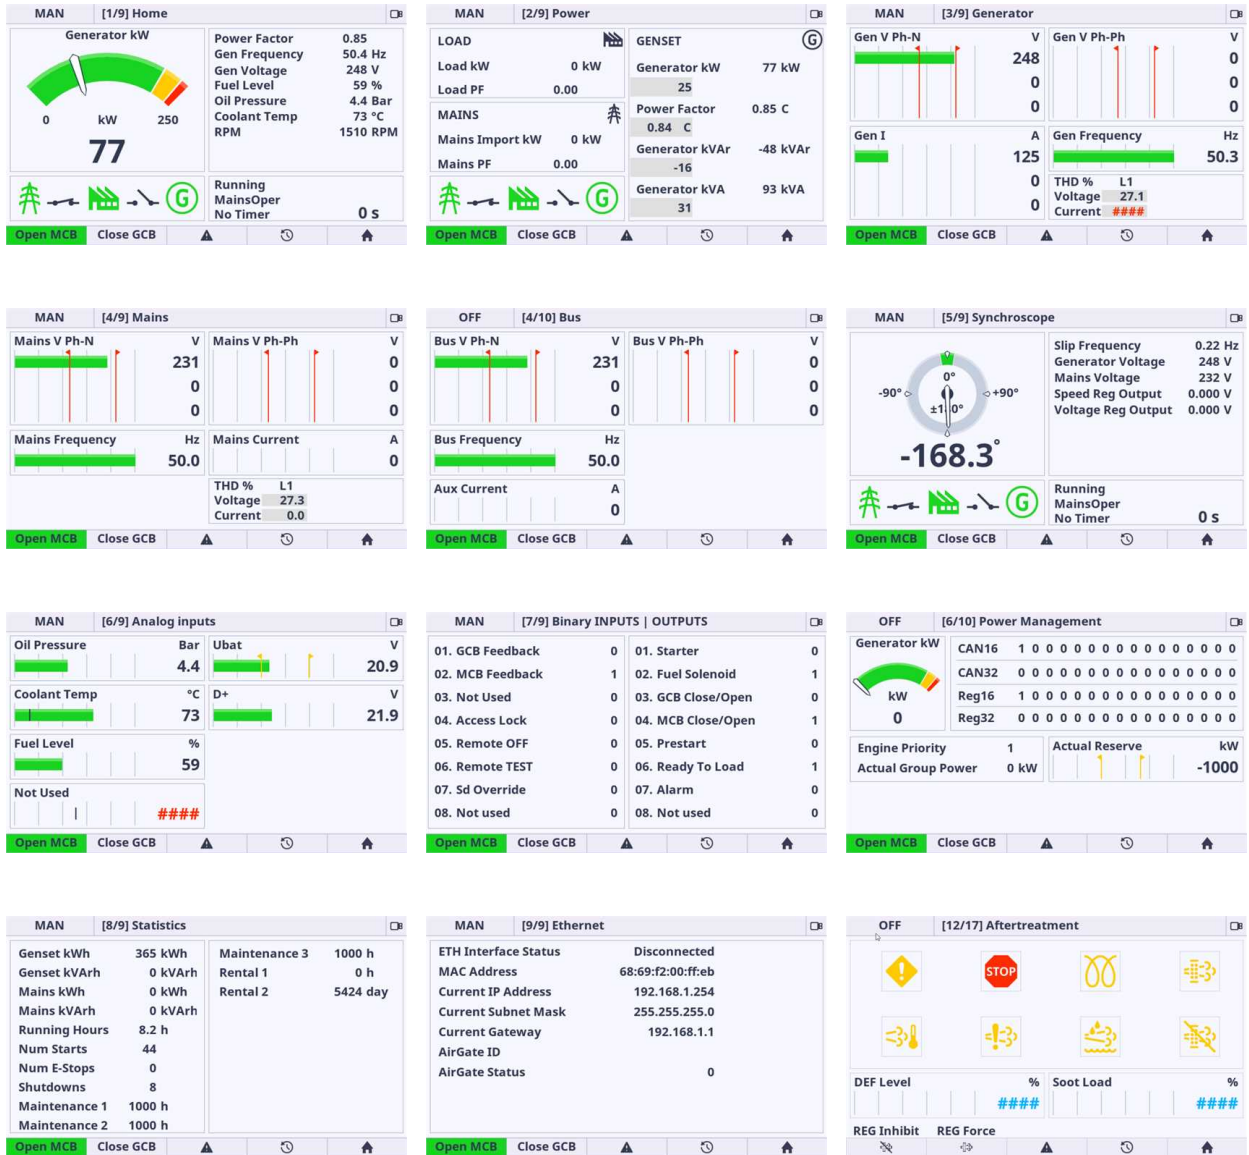 MAN [1/9] Home
Generator kW
0 kW 250
77
Power Factor 0.85
Gen Frequency 50.4 Hz
Gen Voltage 248 V
Fuel Level 59 %
Oil Pressure 4.4 Bar
Coolant Temp 73 °C
RPM 1510 RPM
G
Running
MainsOper
No Timer 0 s
Open MCB Close GCB
MAN [2/9] Power
LOAD
Load kW 0 kW
Load PF 0.00
MAINS
Mains Import kW 0 kW
Mains PF 0.00
G
GENSET G
Generator kW 77 kW
25
Power Factor 0.85 C
0.84 C
Generator kVAr -48 kVAr
-16
Generator kVA 93 kVA
31
Open MCB Close GCB
MAN [3/9] Generator
Gen V Ph-N V
248
0
0
Gen V Ph-Ph V
0
0
0
Gen I A
125
0
0
Gen Frequency Hz
50.3
THD % L1
Voltage 27.1
Current ####
Open MCB Close GCB
MAN [4/9] Mains
Mains V Ph-N V
231
0
0
Mains V Ph-Ph V
0
0
0
Mains Frequency Hz
50.0
Mains Current A
0
THD % L1
Voltage 27.3
Current 0.0
Open MCB Close GCB
OFF [4/10] Bus
Bus V Ph-N V
231
0
0
Bus V Ph-Ph V
0
0
0
Bus Frequency Hz
50.0
Aux Current A
0
Open MCB Close GCB
MAN [5/9] Synchroscope
0°
-90° +90°
-168.3°
Slip Frequency 0.22 Hz
Generator Voltage 248 V
Mains Voltage 232 V
Speed Reg Output 0.000 V
Voltage Reg Output 0.000 V
G
Running
MainsOper
No Timer 0 s
Open MCB Close GCB
MAN [6/9] Analog inputs
Oil Pressure Bar
4.4
Ubat V
20.9
Coolant Temp °C
73
D+ V
21.9
Fuel Level %
59
Not Used
####
Open MCB Close GCB
MAN [7/9] Binary INPUTS | OUTPUTS
01. GCB Feedback 0
02. MCB Feedback 1
03. Not Used 0
04. Access Lock 0
05. Remote OFF 0
06. Remote TEST 0
07. Sd Override 0
08. Not used 0
01. Starter 0
02. Fuel Solenoid 1
03. GCB Close/Open 0
04. MCB Close/Open 1
05. Prestart 0
06. Ready To Load 1
07. Alarm 0
08. Not used 0
Open MCB Close GCB
OFF [6/10] Power Management
Generator kW
kW
0
CAN16 1 0 0 0 0 0 0 0 0 0 0 0 0 0 0 0
CAN32 0 0 0 0 0 0 0 0 0 0 0 0 0 0 0 0
Reg16 1 0 0 0 0 0 0 0 0 0 0 0 0 0 0 0
Reg32 0 0 0 0 0 0 0 0 0 0 0 0 0 0 0 0
Engine Priority 1
Actual Group Power 0 kW
Actual Reserve kW
-1000
Open MCB Close GCB
MAN [8/9] Statistics
Genset kWh 365 kWh
Genset kVArh 0 kVArh
Mains kWh 0 kWh
Mains kVArh 0 kVArh
Running Hours 8.2 h
Num Starts 44
Num E-Stops 0
Shutdowns 8
Maintenance 1 1000 h
Maintenance 2 1000 h
Maintenance 3 1000 h
Rental 1 0 h
Rental 2 5424 day
Open MCB Close GCB
MAN [9/9] Ethernet
ETH Interface Status Disconnected
MAC Address 68:69:f2:00:ff:eb
Current IP Address 192.168.1.254
Current Subnet Mask 255.255.255.0
Current Gateway 192.168.1.1
AirGate ID
AirGate Status 0
Open MCB Close GCB
OFF [12/17] Aftertreatment
STOP
DEF Level %
####
Soot Load %
####
REG Inhibit REG Force